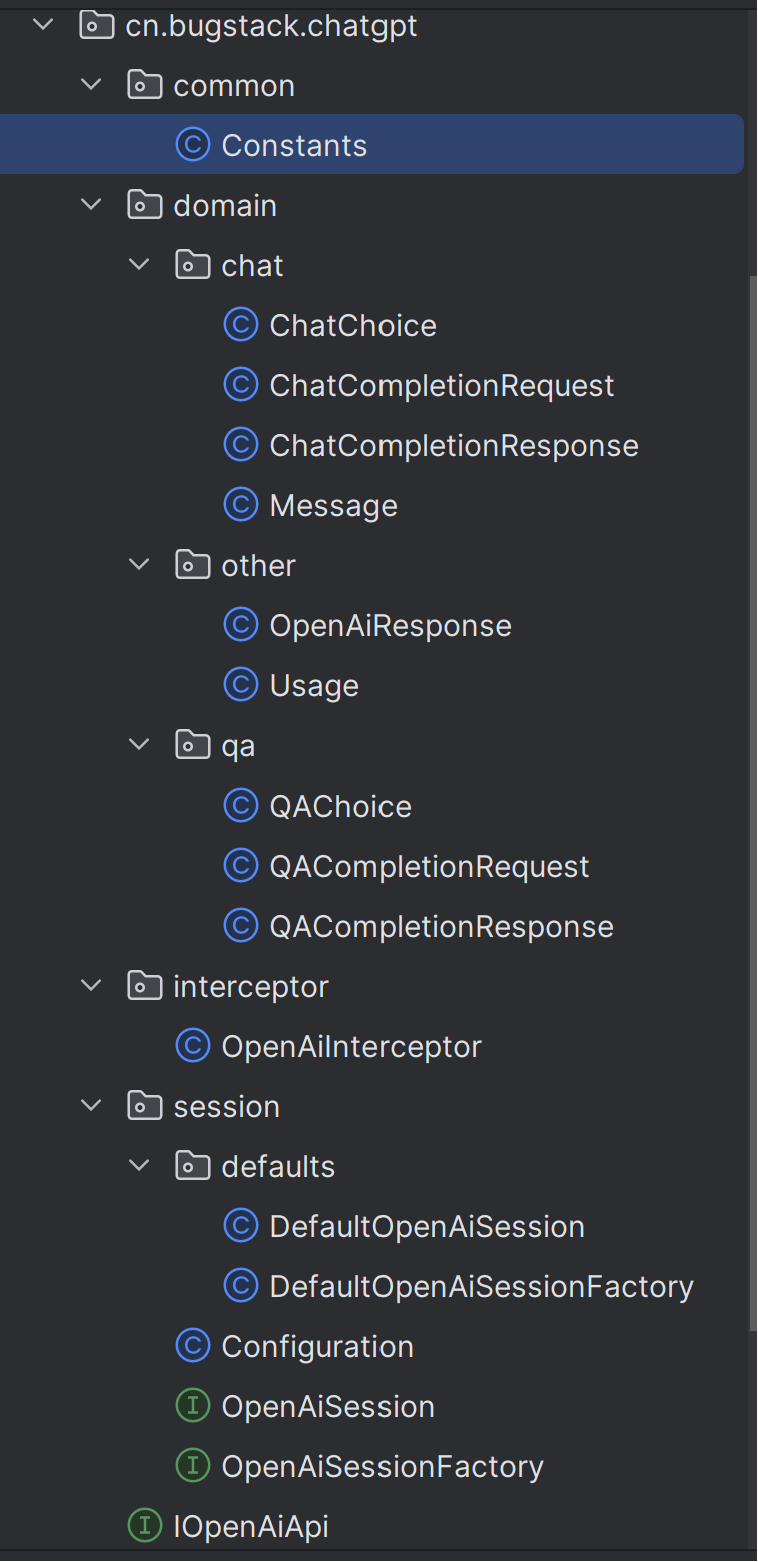 cn.bugstack.chatgpt
common
C Constants
domain
chat
C ChatChoice
C ChatCompletionRequest
C ChatCompletionResponse
C Message
other
C OpenAiResponse
C Usage
qa
C QAChoice
C QACompletionRequest
C QACompletionResponse
interceptor
C OpenAiInterceptor
session
defaults
C DefaultOpenAiSession
C DefaultOpenAiSessionFactory
C Configuration
I OpenAiSession
I OpenAiSessionFactory
I IOpenAiApi